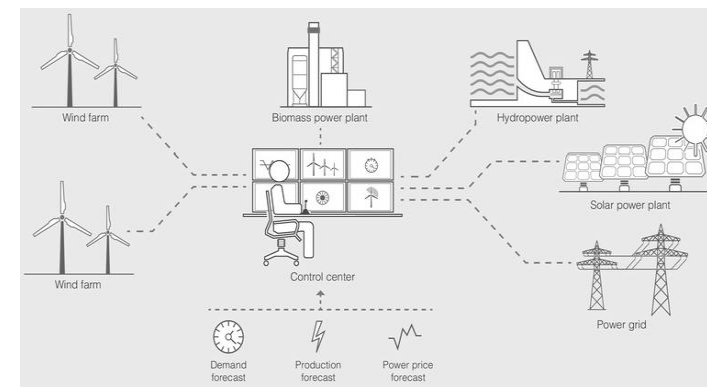 Wind farm
Biomass power plant
Hydropower plant
Solar power plant
Wind farm
Control center
Power grid
Demand
forecast
Production
forecast
Power price
forecast